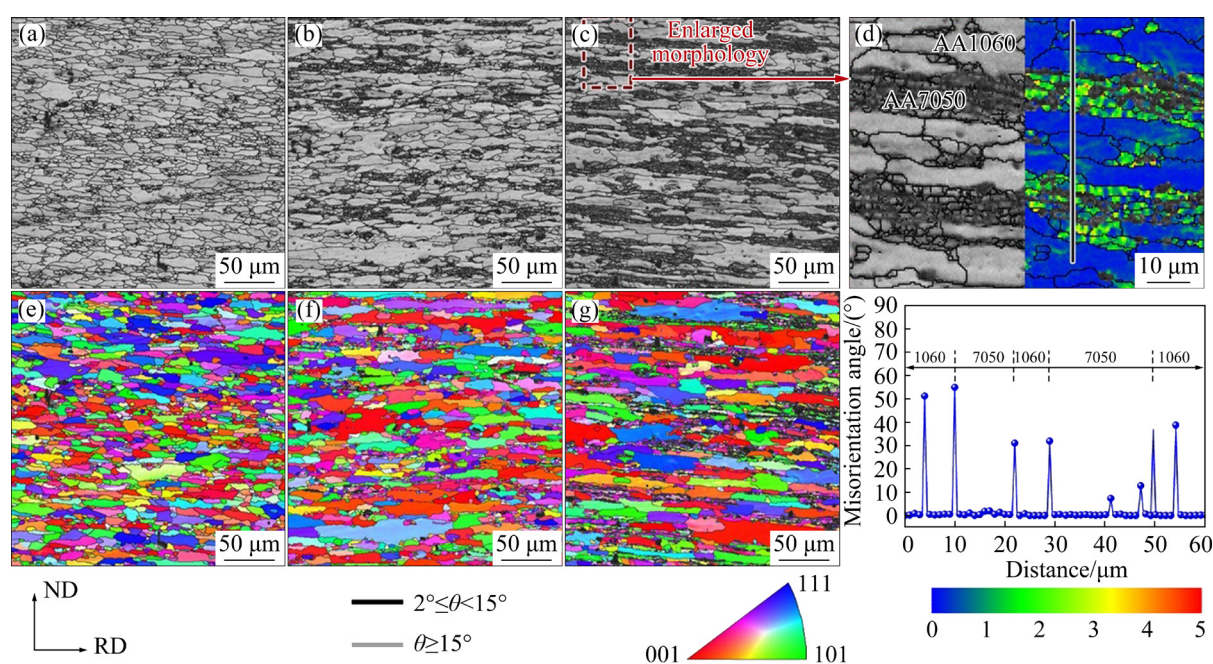 (a)
(b)
(c)
Enlarged
morphology
(d)
AA1060
AA7050
50 μm
50 μm
50 μm
10 μm
(e)
(f)
(g)
50 μm
50 μm
50 μm
Misorientation angle/(°)
90
80
70
60
50
40
30
20
10
0
1060
7050
1060
7050
1060
0 10 20 30 40 50 60
Distance/μm
ND
RD
2°≤θ<15°
θ≥15°
111
001
101
0 1 2 3 4 5